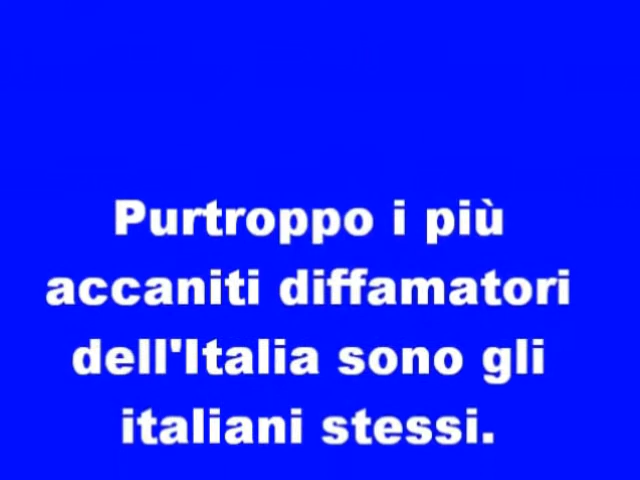 Purtroppo i più
accaniti diffamatori
dell'Italia sono gli
italiani stessi.